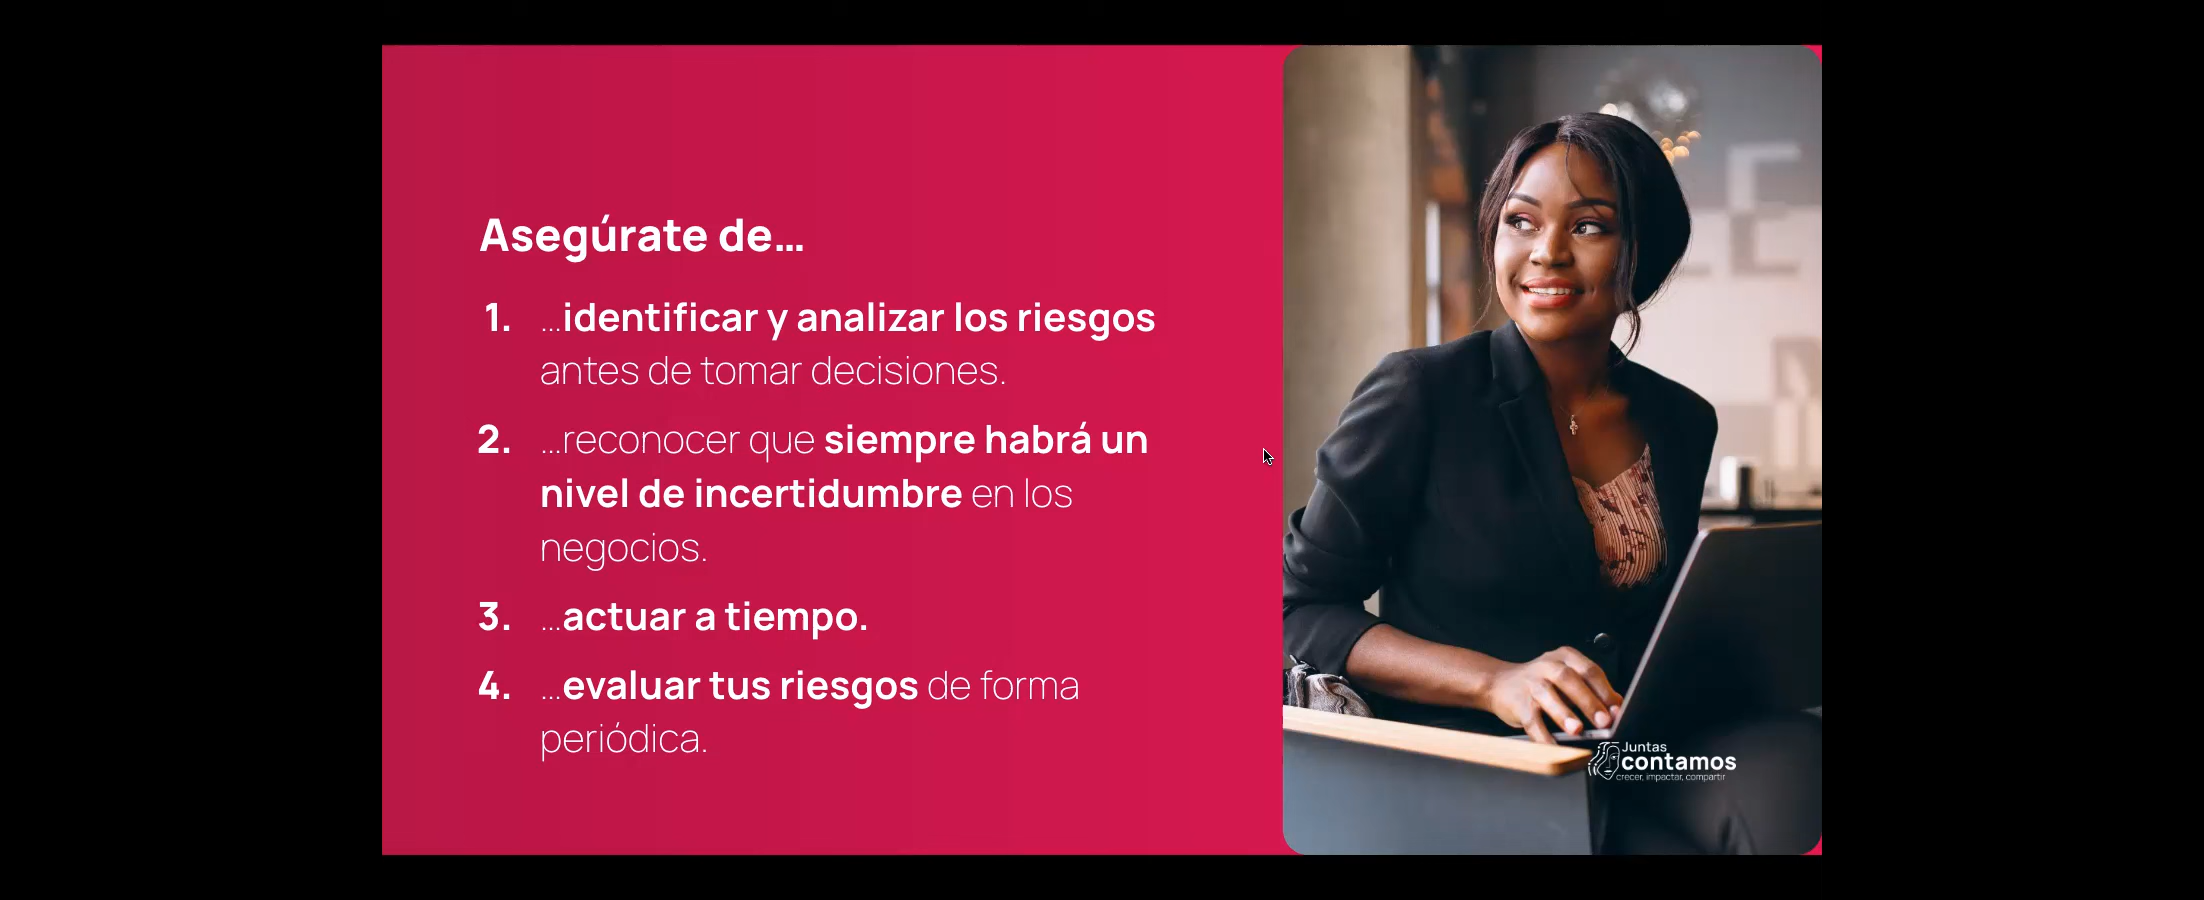 Asegúrate de...
1. ...identificar y analizar los riesgos
antes de tomar decisiones.
2. ...reconocer que siempre habrá un
nivel de incertidumbre en los
negocios.
3. ...actuar a tiempo.
4. ...evaluar tus riesgos de forma
periódica.
Juntas
contamos
crecer, impactar, compartir